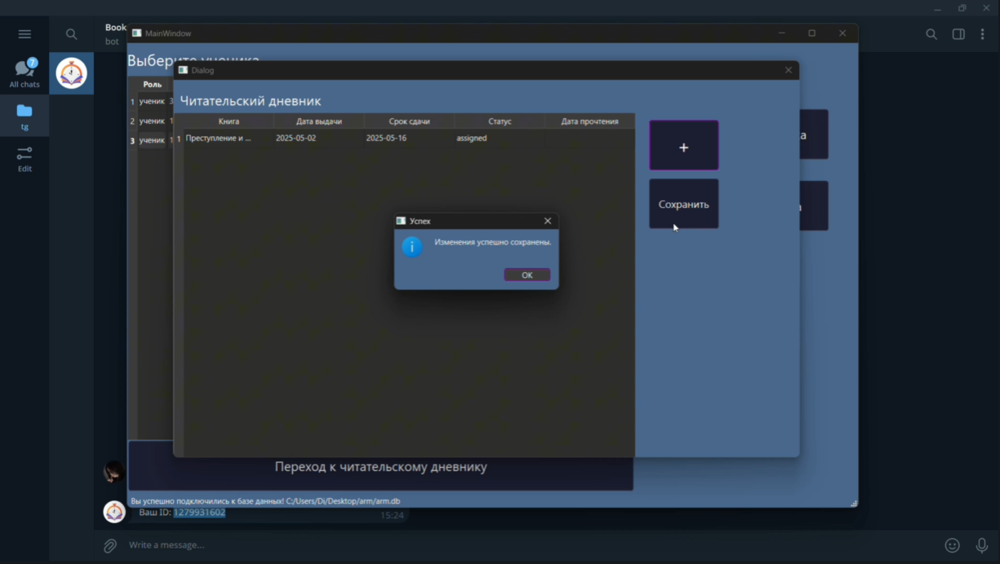 Book
bot
7
All chats
tg
Edit
MainWindow
Выберите ученика
Роль
1 ученик 3
2 ученик 1
3 ученик 1
Dialog
Читательский дневник
Книга Дата выдачи Срок сдачи Статус Дата прочтения
1 Преступление и ... 2025-05-02 2025-05-16 assigned
+
Сохранить
а
Успех
i
Изменения успешно сохранены.
OK
Переход к читательскому дневнику
Вы успешно подключились к базе данных! C:/Users/Di/Desktop/arm/arm.db
Ваш ID: 1279931602
15:24
Write a message...